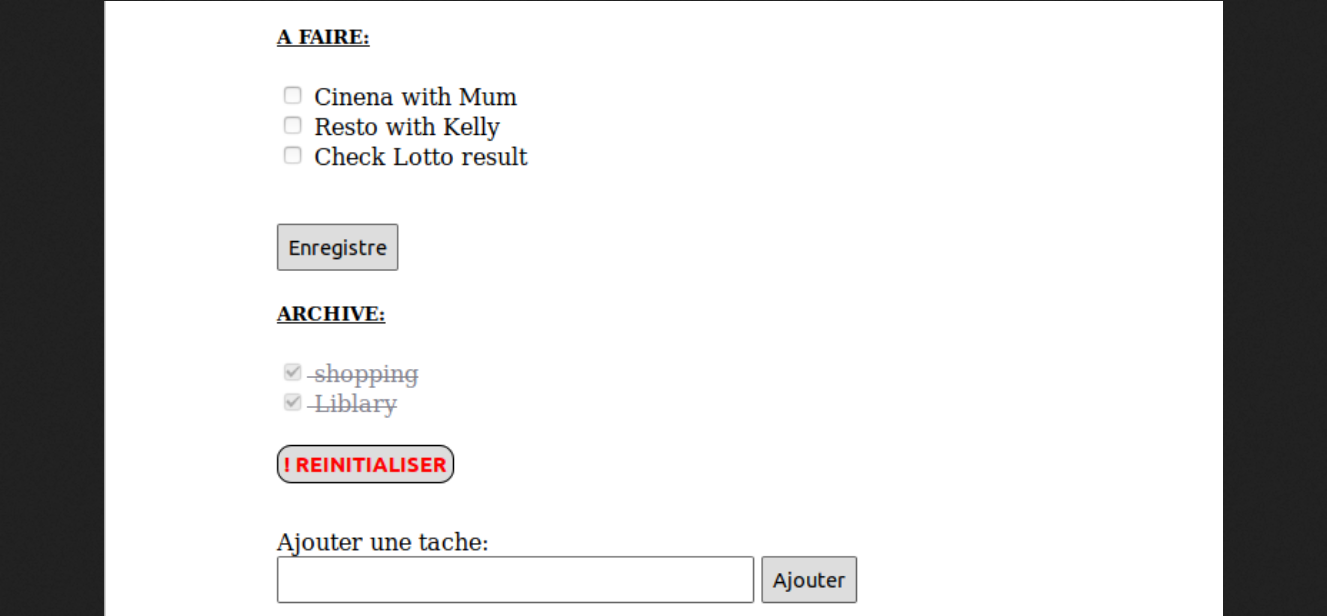 A FAIRE:
Cinena with Mum
Resto with Kelly
Check Lotto result
Enregistre
ARCHIVE:
shopping
Liblary
! REINITIALISER
Ajouter une tache:
Ajouter